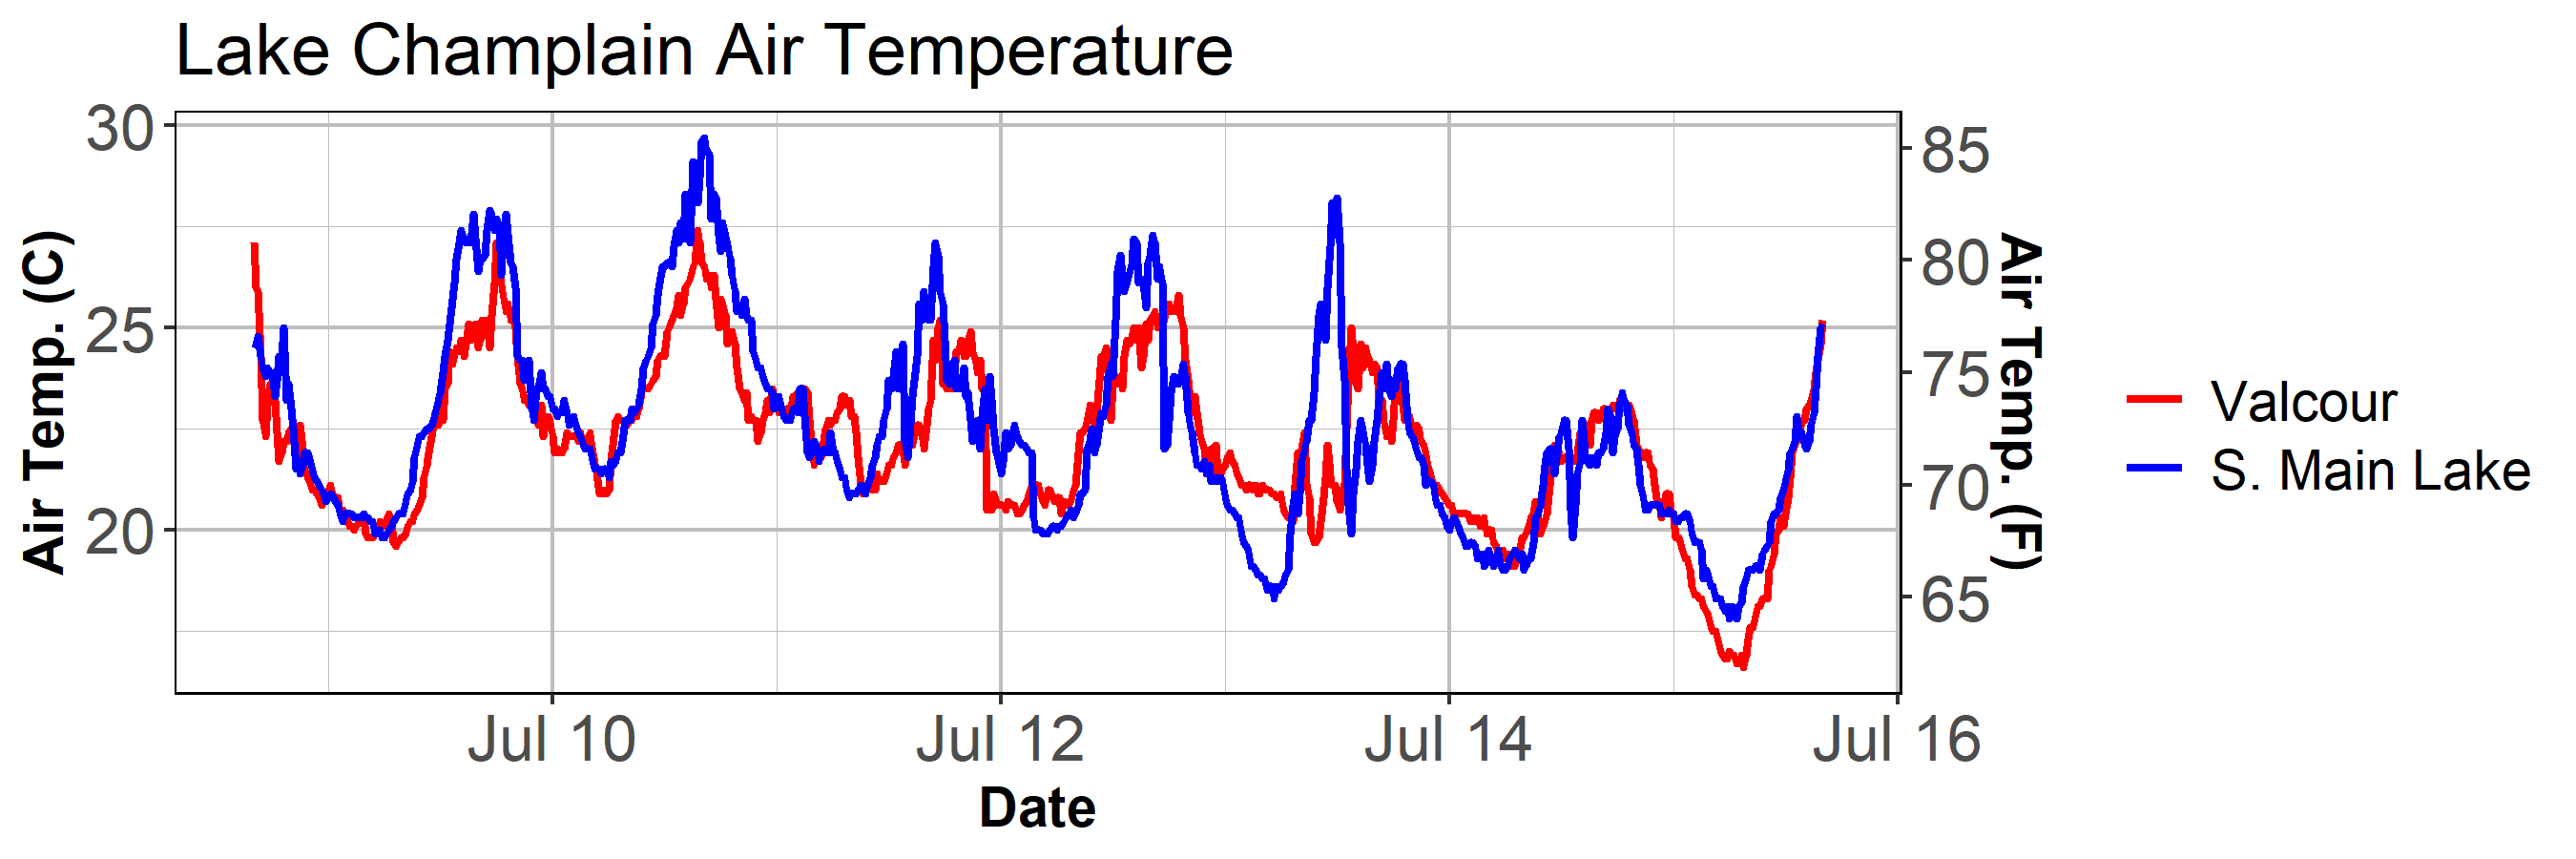 Lake Champlain Air Temperature
30
25
20
Air Temp. (C)
85
80
75
70
65
Air Temp. (F)
Jul 10
Jul 12
Jul 14
Jul 16
Date
Valcour
S. Main Lake